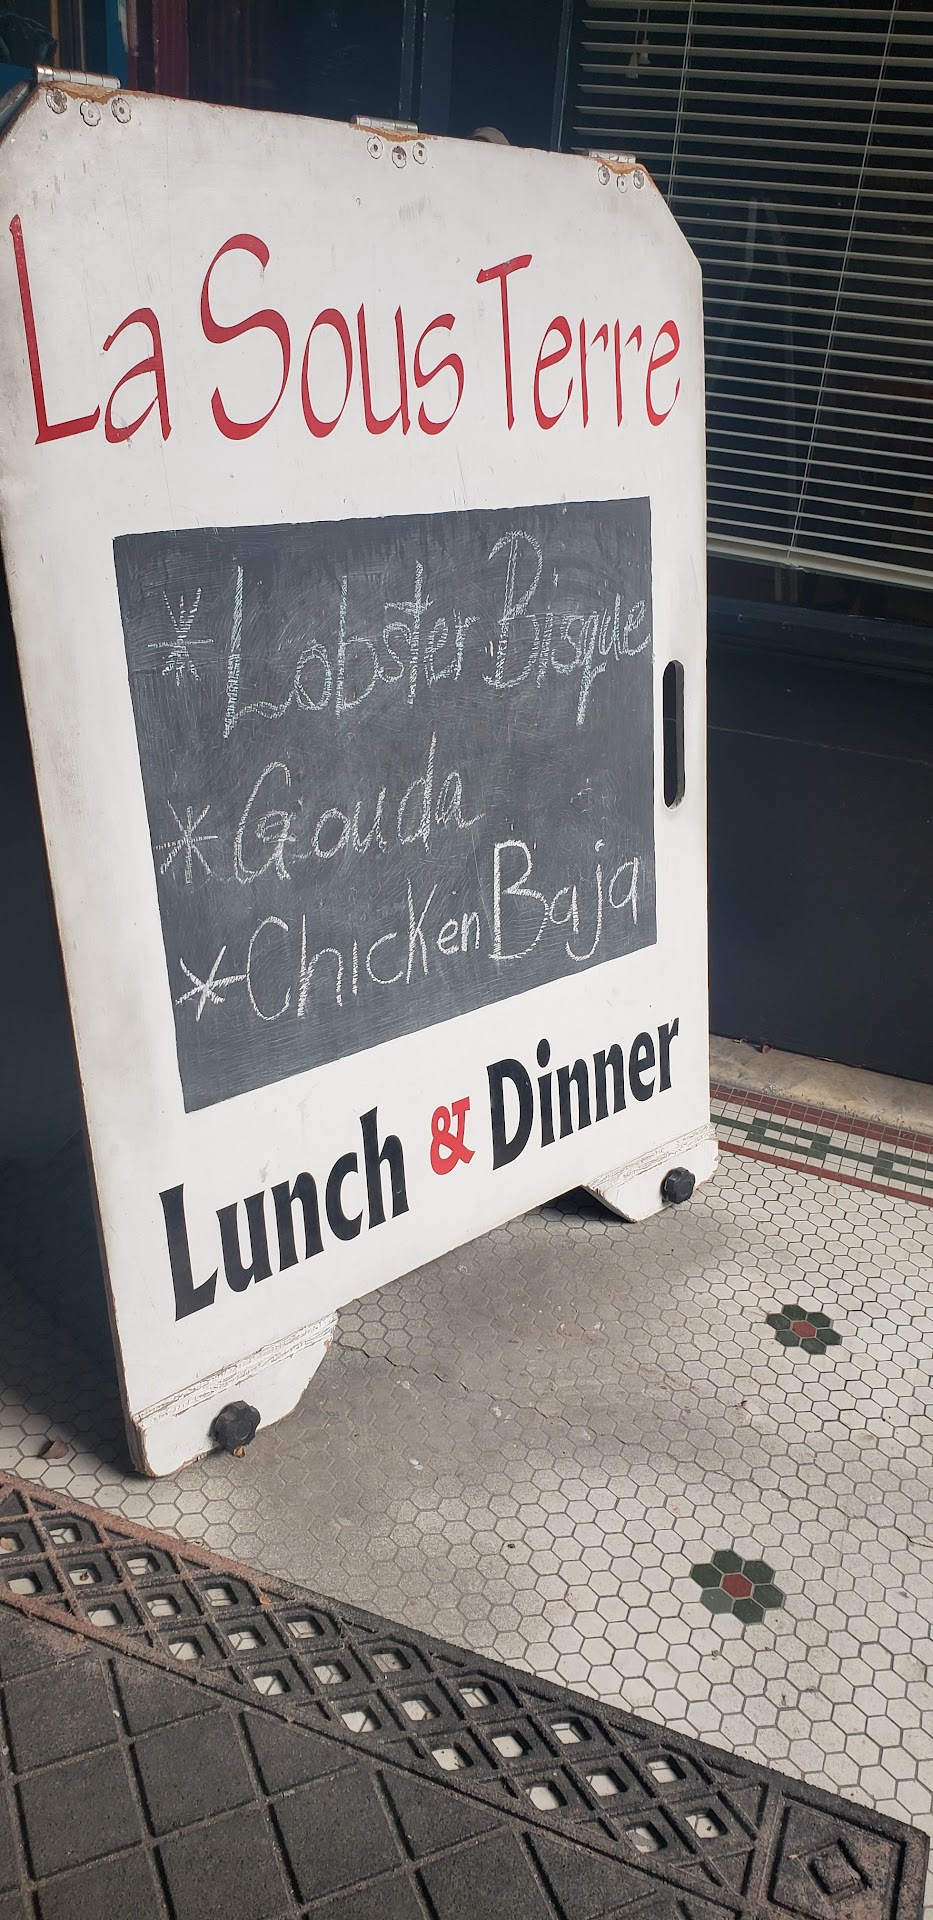 La Sous Terre
* Lobster Bisque
* Gouda
* Chicken Baja
Lunch & Dinner